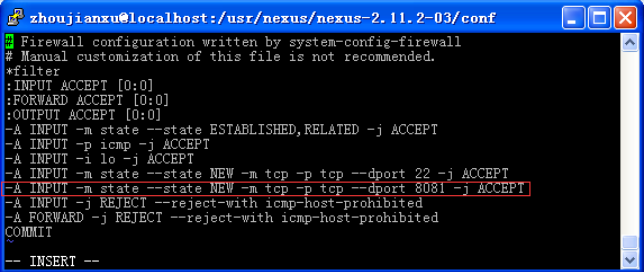 zhoujianxu@localhost:/usr/nexus/nexus-2.11.2-03/conf
# Firewall configuration written by system-config-firewall
# Manual customization of this file is not recommended.
*filter
:INPUT ACCEPT [0:0]
:FORWARD ACCEPT [0:0]
:OUTPUT ACCEPT [0:0]
-A INPUT -m state --state ESTABLISHED,RELATED -j ACCEPT
-A INPUT -p icmp -j ACCEPT
-A INPUT -i lo -j ACCEPT
-A INPUT -m state --state NEW -m tcp -p tcp --dport 22 -j ACCEPT
-A INPUT -m state --state NEW -m tcp -p tcp --dport 8081 -j ACCEPT
-A INPUT -j REJECT --reject-with icmp-host-prohibited
-A FORWARD -j REJECT --reject-with icmp-host-prohibited
COMMIT
~
-- INSERT --